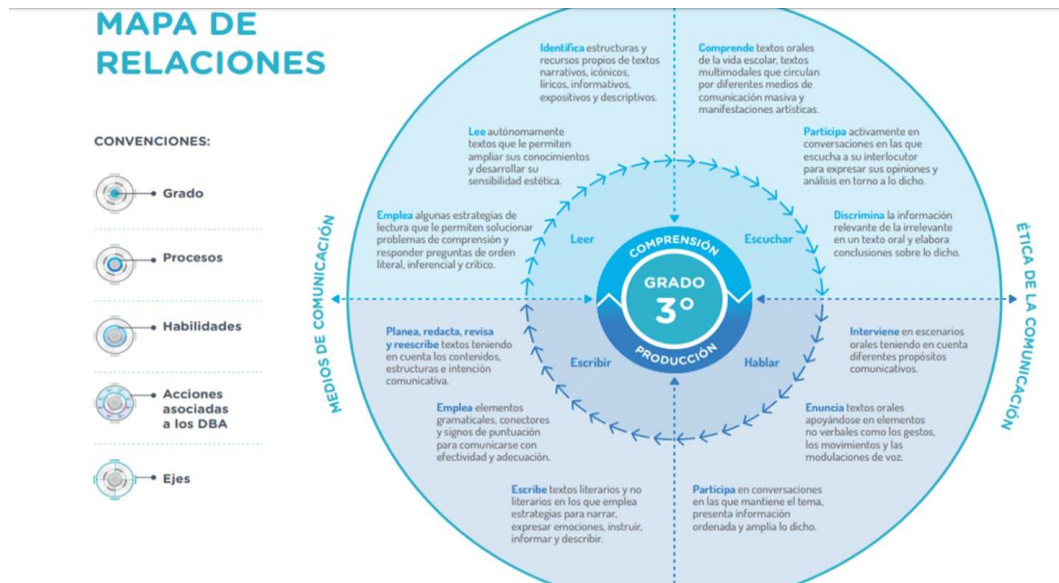 MAPA DE
RELACIONES
CONVENCIONES:
Grado
Procesos
Habilidades
Acciones
asociadas
a los DBA
Ejes
MEDIOS DE COMUNICACIÓN
Identifica estructuras y
recursos propios de textos
narrativos, icónicos,
líricos, informativos,
expositivos y descriptivos.
Lee autónomamente
textos que le permiten
ampliar sus conocimientos
y desarrollar su
sensibilidad estética.
Emplea algunas estrategias de
lectura que le permiten solucionar
problemas de comprensión y
responder preguntas de orden
literal, inferencial y crítico.
Leer
Comprende textos orales
de la vida escolar, textos
multimodales que circulan
por diferentes medios de
comunicación masiva y
manifestaciones artísticas.
Participa activamente en
conversaciones en las que
escucha a su interlocutor
para expresar sus opiniones y
análisis en torno a lo dicho.
Discrimina la información
relevante de la irrelevante
en un texto oral y elabora
conclusiones sobre lo dicho.
Escuchar
COMPRENSIÓN
GRADO
3º
PRODUCCIÓN
Planea, redacta, revisa
y reescribe textos teniendo
en cuenta los contenidos,
estructuras e intención
comunicativa.
Escribir
Emplea elementos
gramaticales, conectores
y signos de puntuación
para comunicarse con
efectividad y adecuación.
Escribe textos literarios y no
literarios en los que emplea
estrategias para narrar,
expresar emociones, instruir,
informar y describir.
Hablar
Interviene en escenarios
orales teniendo en cuenta
diferentes propósitos
comunicativos.
Enuncia textos orales
apoyándose en elementos
no verbales como los gestos,
los movimientos y las
modulaciones de voz.
Participa en conversaciones
en las que mantiene el tema,
presenta información
ordenada y amplía lo dicho.
ÉTICA DE LA COMUNICACIÓN